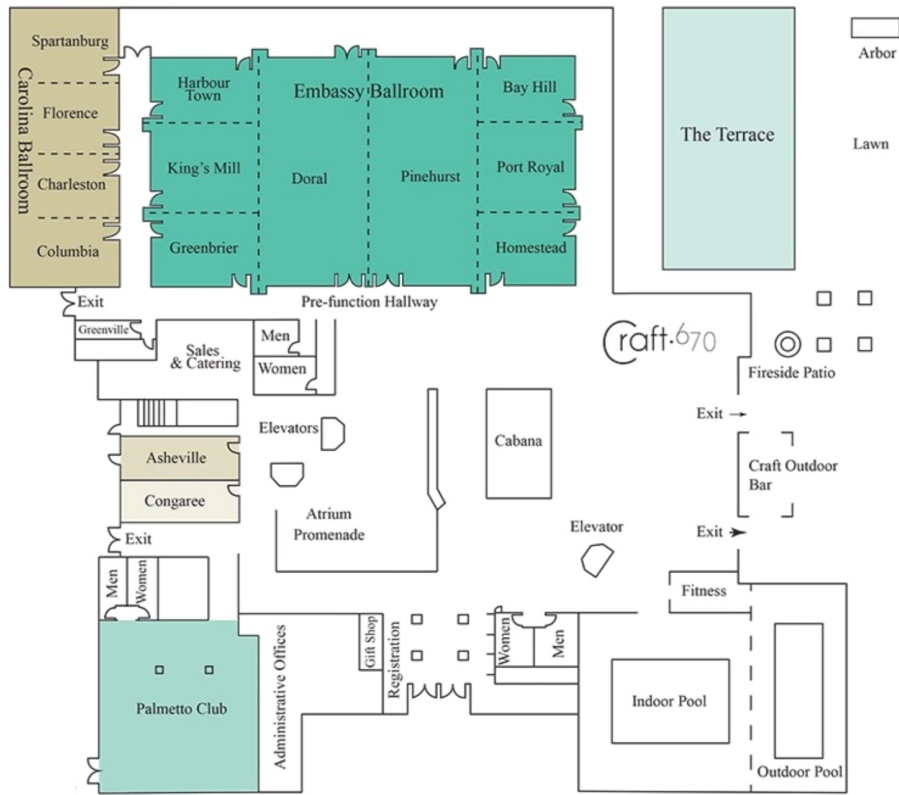 Spartanburg
Florence
Charleston
Columbia
Carolina Ballroom
Harbour
Town
Embassy Ballroom
Bay Hill
King's Mill
Doral
Pinehurst
Port Royal
Greenbrier
Homestead
The Terrace
Arbor
Lawn
Exit
Pre-function Hallway
Greenville
Sales
& Catering
Men
Women
Craft·670
Fireside Patio
Exit
Elevators
Cabana
Asheville
Congaree
Craft Outdoor
Bar
Atrium
Promenade
Elevator
Exit
Exit
Men
Women
Fitness
Palmetto Club
Administrative Offices
Gift Shop
Registration
Women
Men
Indoor Pool
Outdoor Pool